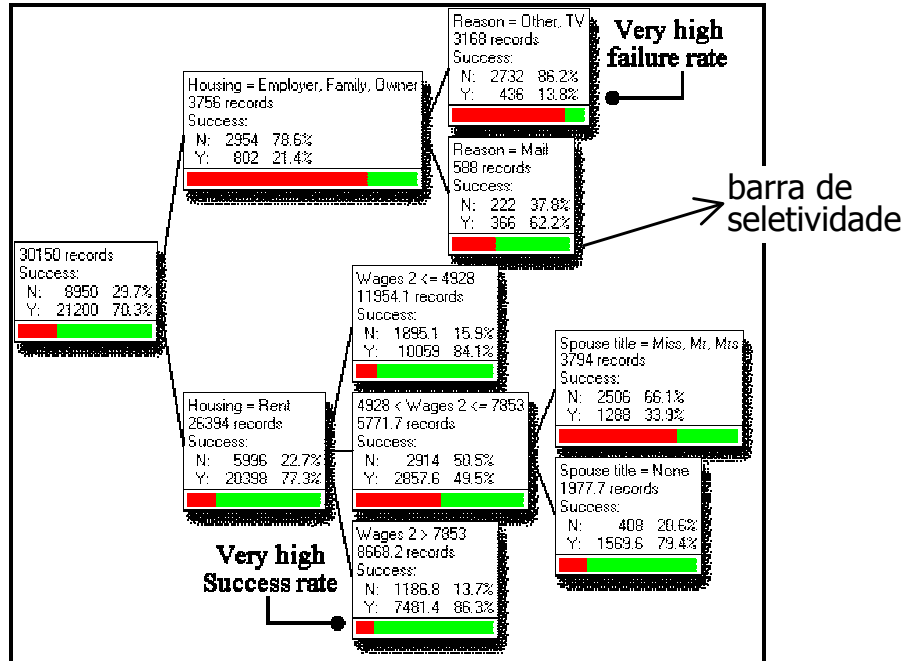 30150 records
Success:
N: 8950 29.7%
Y: 21200 70.3%
Housing = Employer, Family, Owner
3756 records
Success:
N: 2954 78.6%
Y: 802 21.4%
Reason = Other, TV
3168 records
Success:
N: 2732 86.2%
Y: 436 13.8%
Very high
failure rate
Reason = Mail
588 records
Success:
N: 222 37.8%
Y: 366 62.2%
barra de
seletividade
Housing = Rent
26394 records
Success:
N: 5996 22.7%
Y: 20398 77.3%
Wages 2 <= 4928
11954.1 records
Success:
N: 1895.1 15.9%
Y: 10059 84.1%
4928 < Wages 2 <= 7853
5771.7 records
Success:
N: 2914 50.5%
Y: 2857.6 49.5%
Spouse title = Miss, Mr, Mrs
3794 records
Success:
N: 2506 66.1%
Y: 1288 33.9%
Spouse title = None
1977.7 records
Success:
N: 408 20.6%
Y: 1569.6 79.4%
Wages 2 > 7853
8668.2 records
Success:
N: 1186.8 13.7%
Y: 7481.4 86.3%
Very high
Success rate